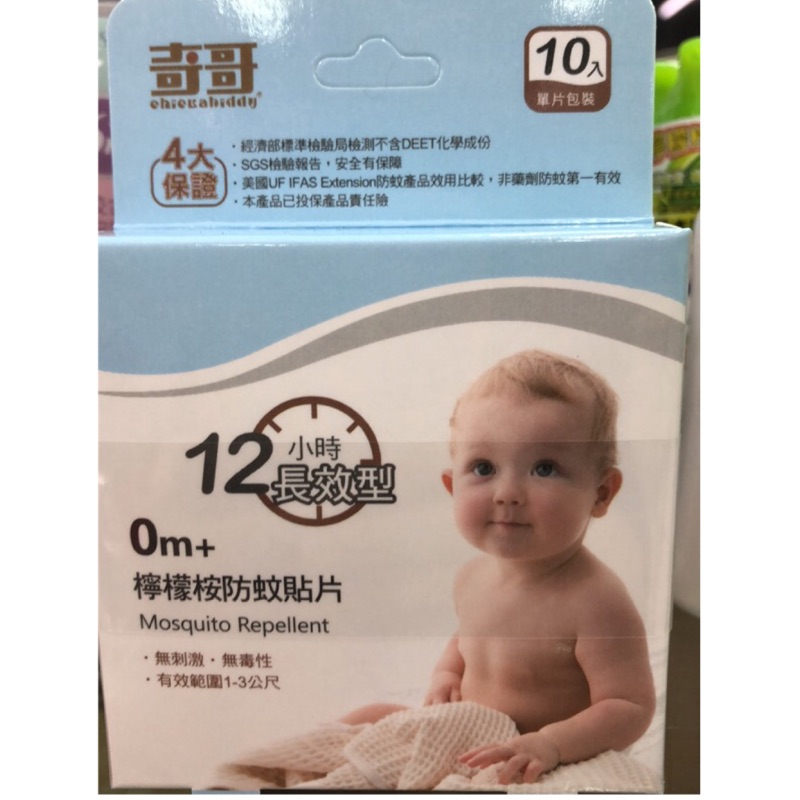 奇哥
chickabiddy®
10入
單片包裝
4大
保證
・經濟部標準檢驗局檢測不含DEET化學成份
・SGS檢驗報告，安全有保障
・美國UF IFAS Extension防蚊產品效用比較，非藥劑防蚊第一有效
・本產品已投保產品責任險
12小時
長效型
0m+
檸檬桉防蚊貼片
Mosquito Repellent
・無刺激・無毒性
・有效範圍1-3公尺